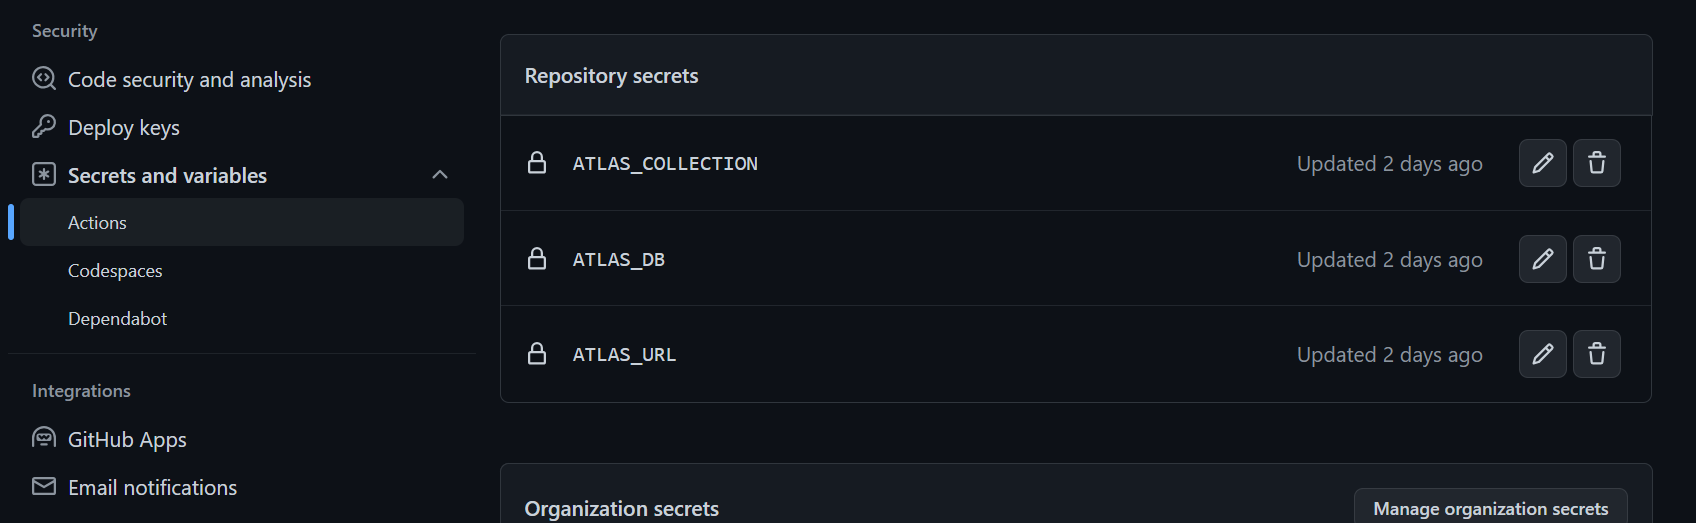 Security
Code security and analysis
Deploy keys
Secrets and variables
Actions
Codespaces
Dependabot
Integrations
GitHub Apps
Email notifications
Repository secrets
ATLAS_COLLECTION Updated 2 days ago
ATLAS_DB Updated 2 days ago
ATLAS_URL Updated 2 days ago
Organization secrets Manage organization secrets